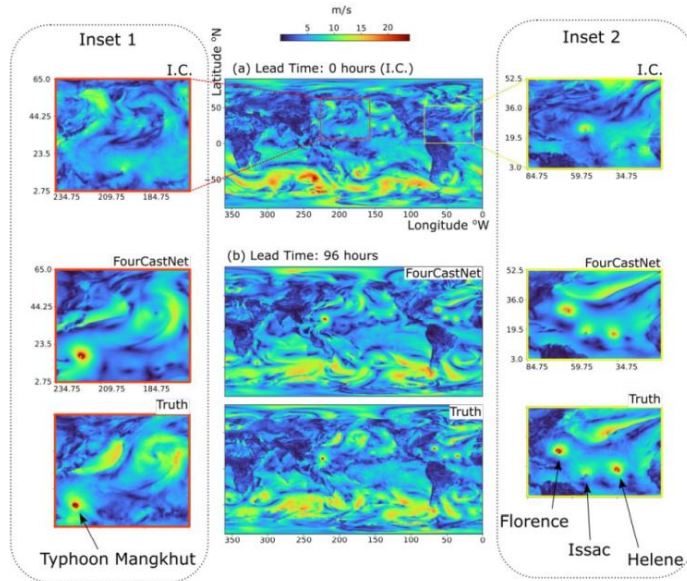 m/s
5 10 15 20
Inset 1
Inset 2
Latitude °N
(a) Lead Time: 0 hours (I.C.)
I.C.
65.0
44.25
23.5
2.75
234.75 209.75 184.75
50
0
−50
350 300 250 200 150 100 50 0
Longitude °W
I.C.
52.5
36.0
19.5
3.0
84.75 59.75 34.75
(b) Lead Time: 96 hours
FourCastNet
65.0
44.25
23.5
2.75
234.75 209.75 184.75
FourCastNet
FourCastNet
52.5
36.0
19.5
3.0
84.75 59.75 34.75
Truth
Typhoon Mangkhut
Truth
350 300 250 200 150 100 50 0
Truth
Florence
Issac
Helene